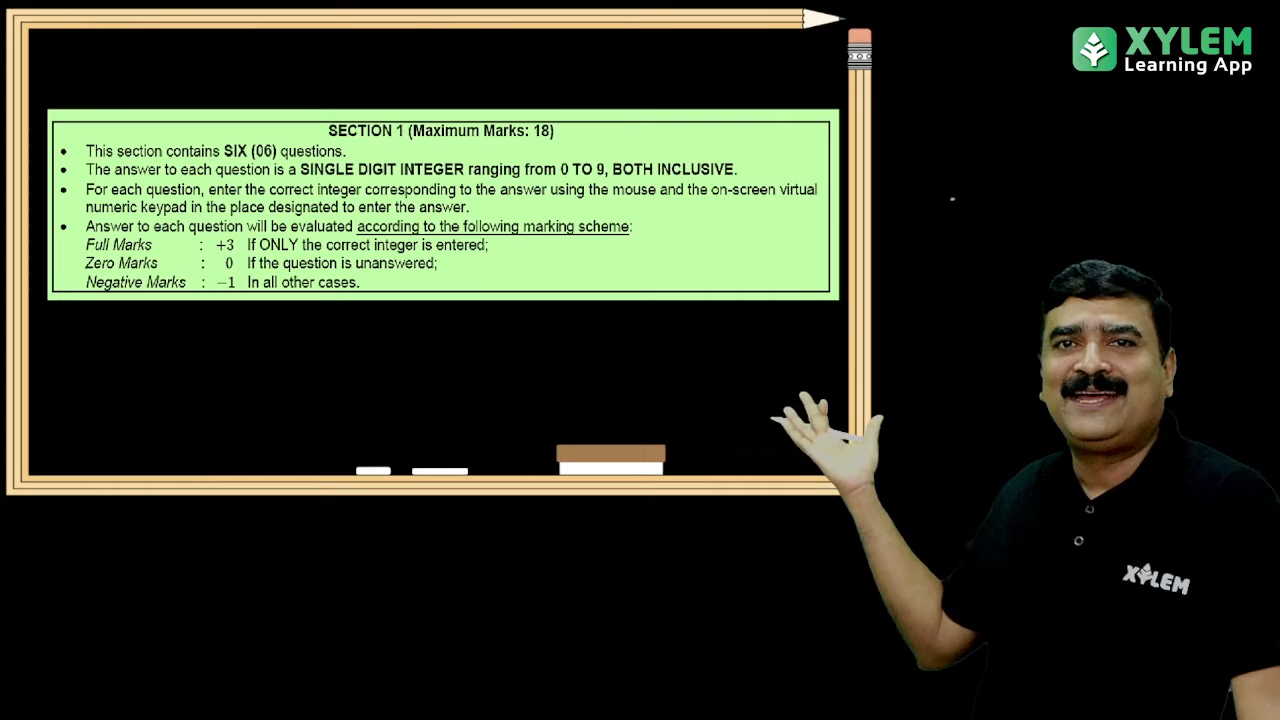 XYLEM
Learning App
SECTION 1 (Maximum Marks: 18)
• This section contains SIX (06) questions.
• The answer to each question is a SINGLE DIGIT INTEGER ranging from 0 TO 9, BOTH INCLUSIVE.
• For each question, enter the correct integer corresponding to the answer using the mouse and the on-screen virtual
numeric keypad in the place designated to enter the answer.
• Answer to each question will be evaluated according to the following marking scheme:
Full Marks : +3 If ONLY the correct integer is entered;
Zero Marks : 0 If the question is unanswered;
Negative Marks : −1 In all other cases.
XYLEM